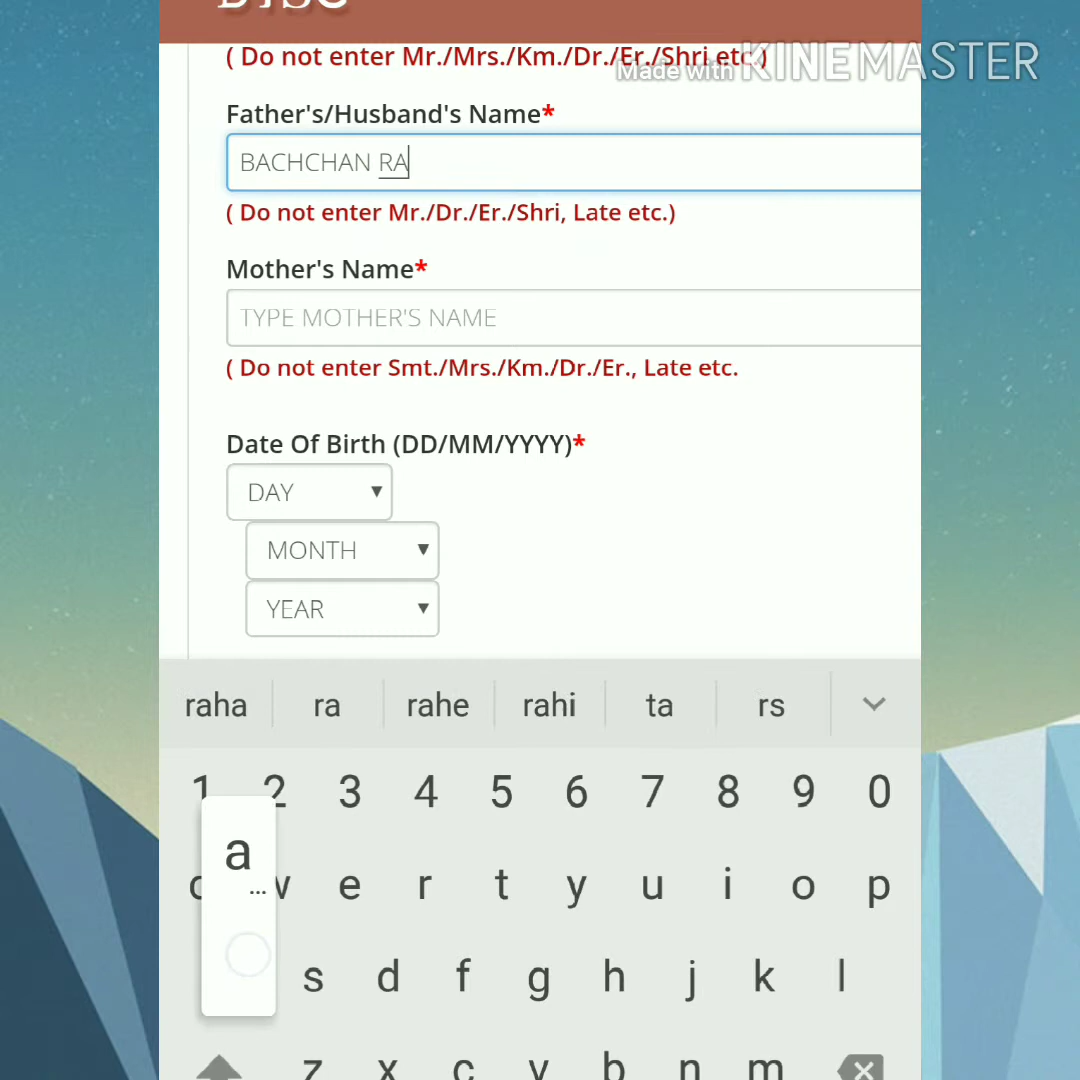 ( Do not enter Mr./Mrs./Km./Dr./Er./Shri etc.)
Made with KINEMASTER
Father's/Husband's Name*
BACHCHAN RA
( Do not enter Mr./Dr./Er./Shri, Late etc.)
Mother's Name*
TYPE MOTHER'S NAME
( Do not enter Smt./Mrs./Km./Dr./Er., Late etc.
Date Of Birth (DD/MM/YYYY)*
DAY
MONTH
YEAR
raha ra rahe rahi ta rs
1 2 3 4 5 6 7 8 9 0
a ...
e r t y u i o p
s d f g h j k l
z x c v b n m